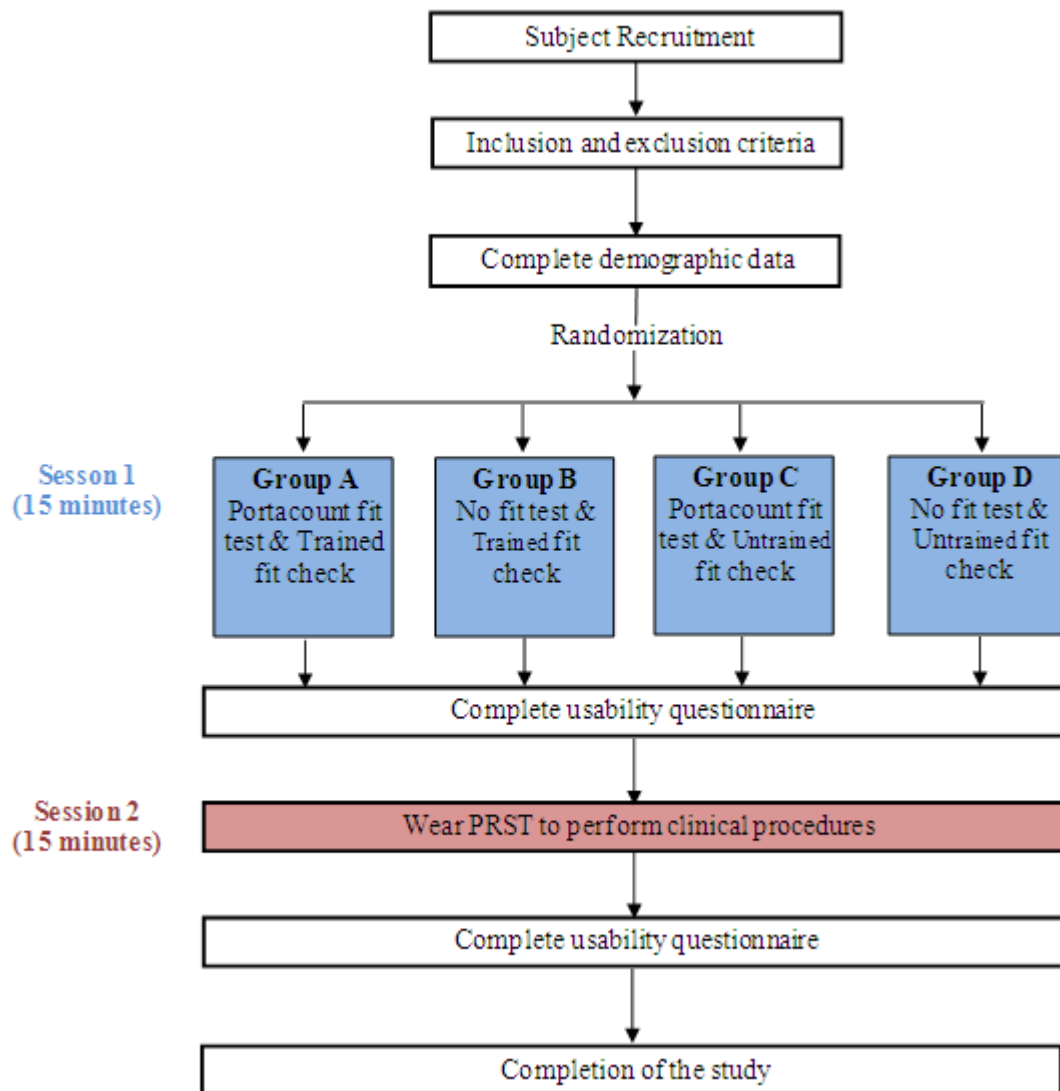 Subject Recruitment
Inclusion and exclusion criteria
Complete demographic data
Randomization
Sesson 1
(15 minutes)
Group A
Portacount fit
test & Trained
fit check
Group B
No fit test &
Trained fit
check
Group C
Portacount fit
test & Untrained
fit check
Group D
No fit test &
Untrained fit
check
Complete usability questionnaire
Session 2
(15 minutes)
Wear PRST to perform clinical procedures
Complete usability questionnaire
Completion of the study